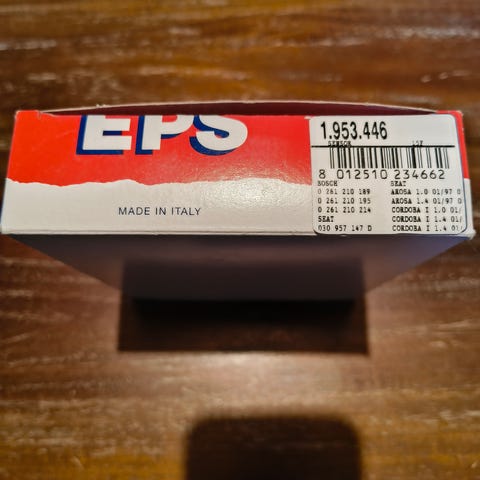 EPS
MADE IN ITALY
1.953.446
SENSOR
8 012510 234662
BOSCH
0 261 210 189
0 261 210 195
0 261 210 214
SEAT
030 957 147 D
SEAT
AROSA 1.0 01/97 0
AROSA 1.4 01/97 0
CORDOBA I 1.0 01/
CORDOBA I 1.4 01/
CORDOBA I 1.4 01/